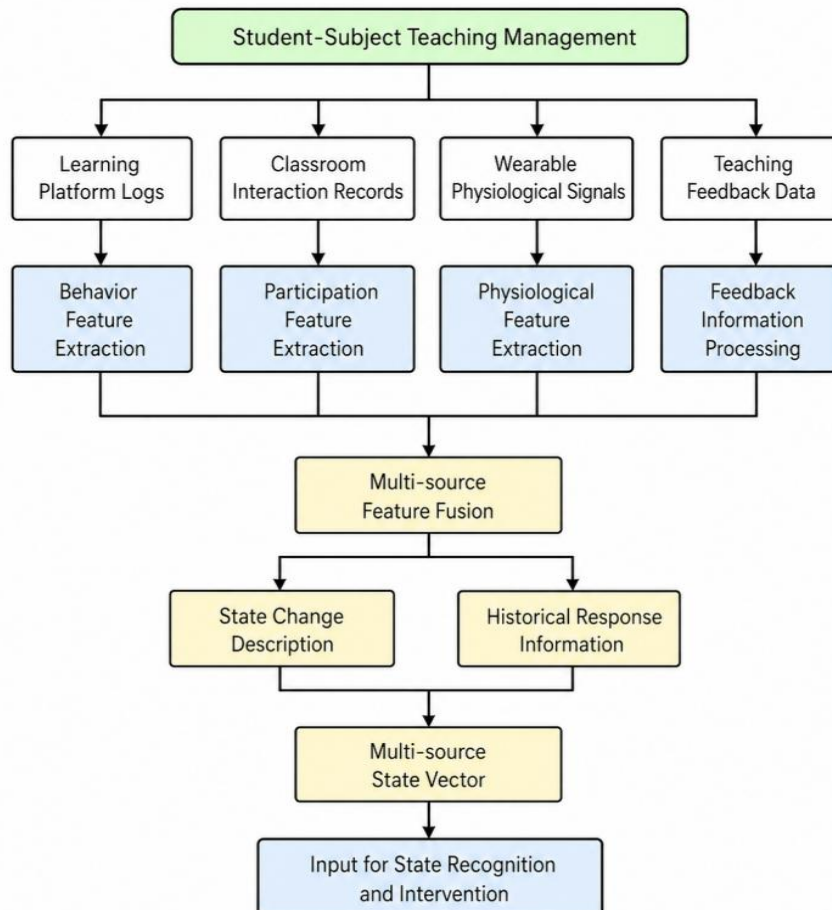 Student-Subject Teaching Management
Learning
Platform Logs
Classroom
Interaction Records
Wearable
Physiological Signals
Teaching
Feedback Data
Behavior
Feature
Extraction
Participation
Feature
Extraction
Physiological
Feature
Extraction
Feedback
Information
Processing
Multi-source
Feature Fusion
State Change
Description
Historical Response
Information
Multi-source
State Vector
Input for State Recognition
and Intervention